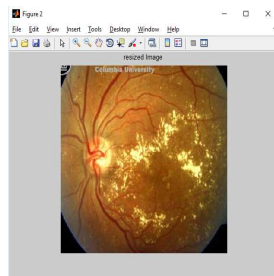 Figure 2
File Edit View Insert Tools Desktop Window Help
resized Image
Columbia University